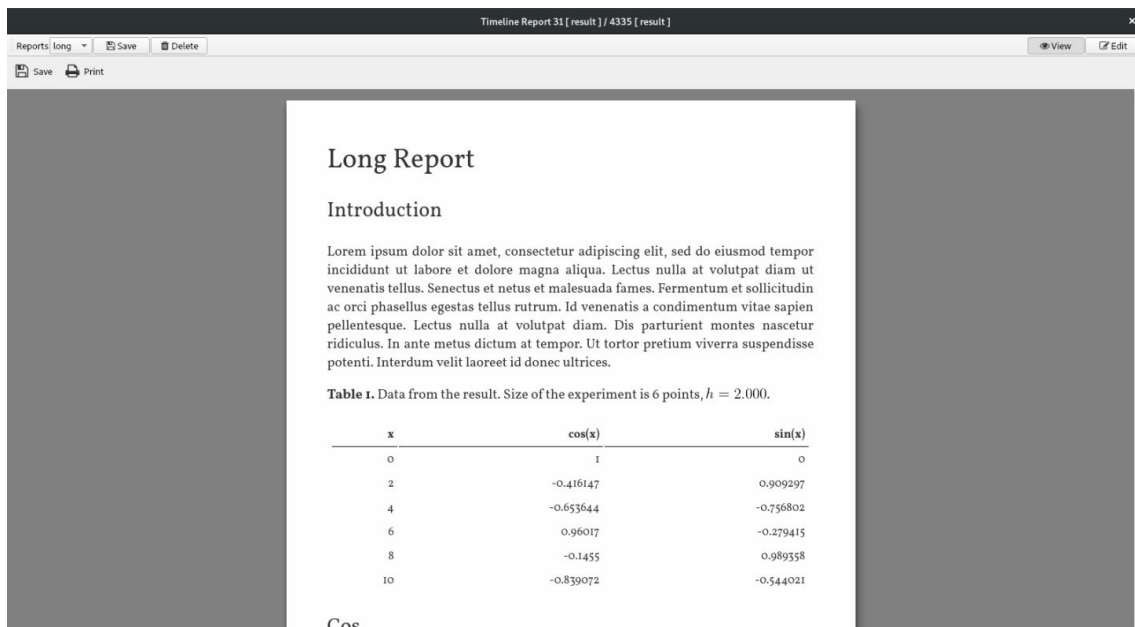 Timeline Report 31 [ result ] / 4335 [ result ]
Reports long Save Delete View Edit
Save Print
Long Report
Introduction
Lorem ipsum dolor sit amet, consectetur adipiscing elit, sed do eiusmod tempor
incididunt ut labore et dolore magna aliqua. Lectus nulla at volutpat diam ut
venenatis tellus. Senectus et netus et malesuada fames. Fermentum et sollicitudin
ac orci phasellus egestas tellus rutrum. Id venenatis a condimentum vitae sapien
pellentesque. Lectus nulla at volutpat diam. Dis parturient montes nascetur
ridiculus. In ante metus dictum at tempor. Ut tortor pretium viverra suspendisse
potenti. Interdum velit laoreet id donec ultrices.
Table 1. Data from the result. Size of the experiment is 6 points, h = 2.000.
x cos(x) sin(x)
0 1 0
2 -0.416147 0.909297
4 -0.653644 -0.756802
6 0.96017 -0.279415
8 -0.1455 0.989358
10 -0.839072 -0.544021
Cos